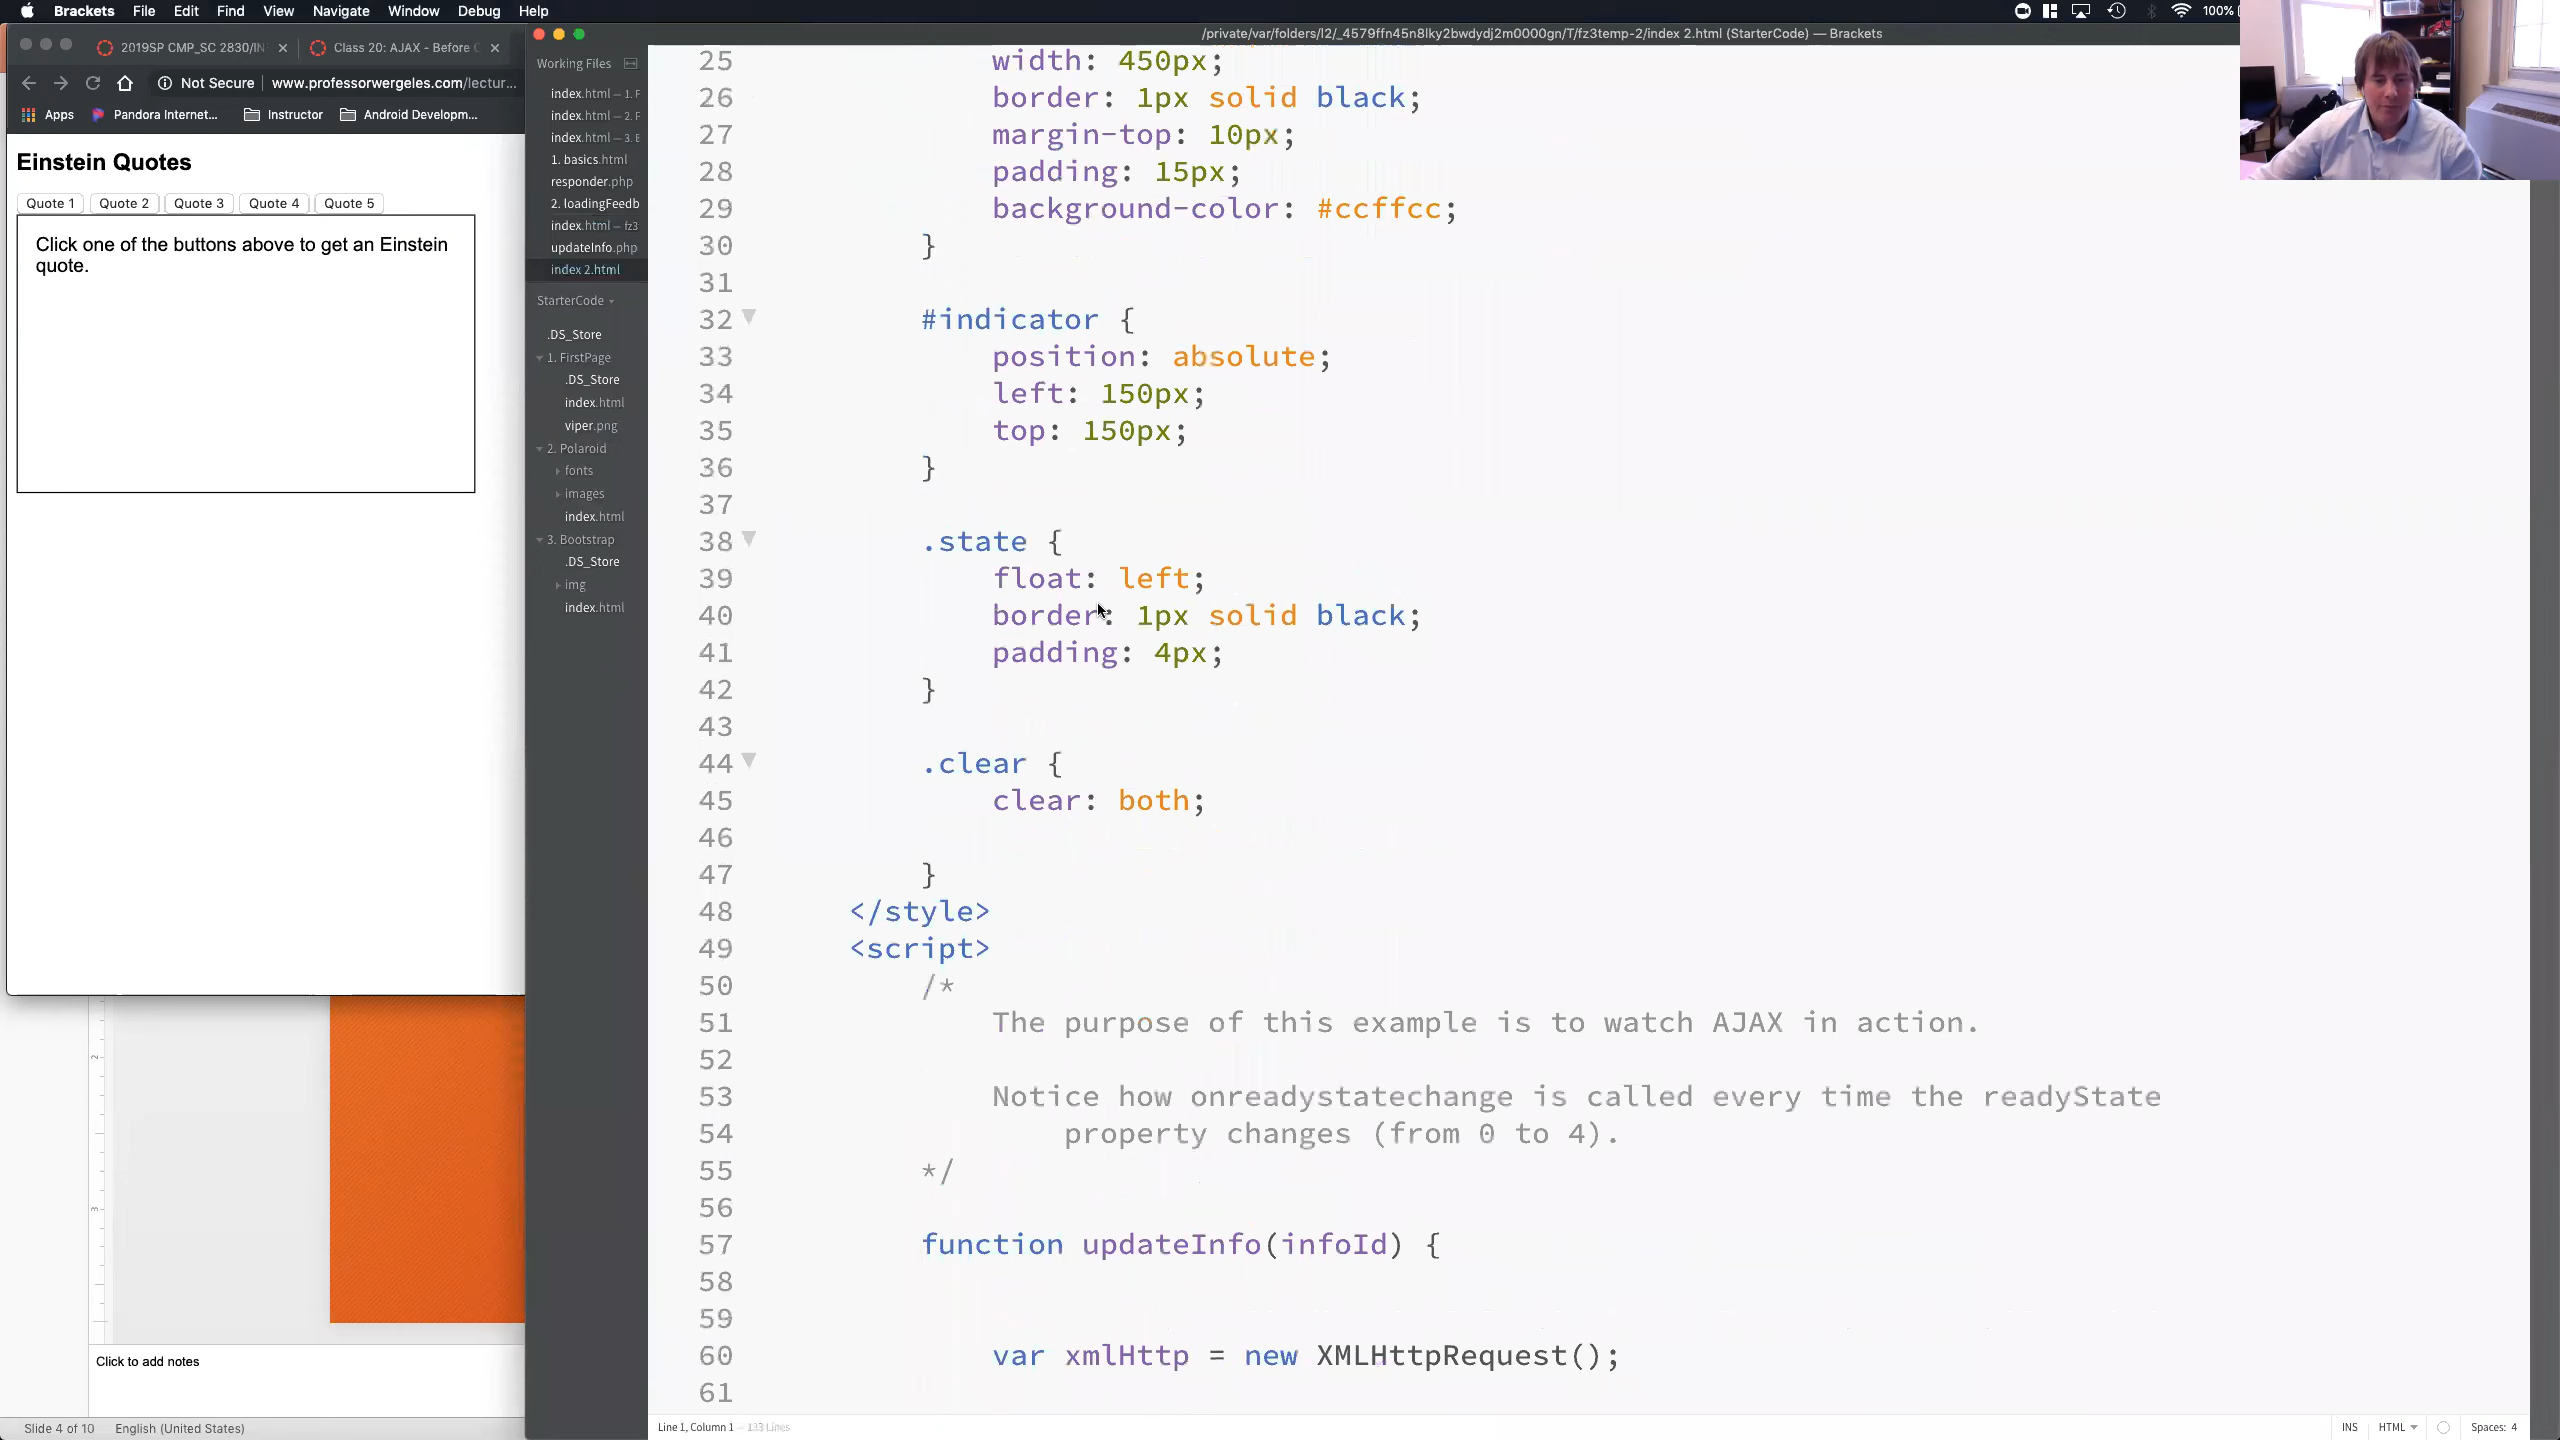 Brackets File Edit Find View Navigate Window Debug Help
100%
/private/var/folders/l2/_4579ffn45n8lky2bwdydj2m0000gn/T/fz3temp-2/index 2.html (StarterCode) — Brackets
2019SP CMP_SC 2830/IN
Class 20: AJAX - Before C
Not Secure
www.professorwergeles.com/lectur...
Apps
Pandora Internet...
Instructor
Android Developm...
Einstein Quotes
Quote 1
Quote 2
Quote 3
Quote 4
Quote 5
Click one of the buttons above to get an Einstein
quote.
Click to add notes
Slide 4 of 10
English (United States)
Working Files
index.html — 1. F
index.html — 2. F
index.html — 3. E
1. basics.html
responder.php
2. loadingFeedb
index.html — fz3
updateInfo.php
index 2.html
StarterCode
.DS_Store
1. FirstPage
.DS_Store
index.html
viper.png
2. Polaroid
fonts
images
index.html
3. Bootstrap
.DS_Store
img
index.html
25 width: 450px;
26 border: 1px solid black;
27 margin-top: 10px;
28 padding: 15px;
29 background-color: #ccffcc;
30 }
31
32 #indicator {
33 position: absolute;
34 left: 150px;
35 top: 150px;
36 }
37
38 .state {
39 float: left;
40 border: 1px solid black;
41 padding: 4px;
42 }
43
44 .clear {
45 clear: both;
46
47 }
48 </style>
49 <script>
50 /*
51 The purpose of this example is to watch AJAX in action.
52
53 Notice how onreadystatechange is called every time the readyState
54 property changes (from 0 to 4).
55 */
56
57 function updateInfo(infoId) {
58
59
60 var xmlHttp = new XMLHttpRequest();
61
Line 1, Column 1 — 133 Lines
INS
HTML
Spaces: 4
2
3